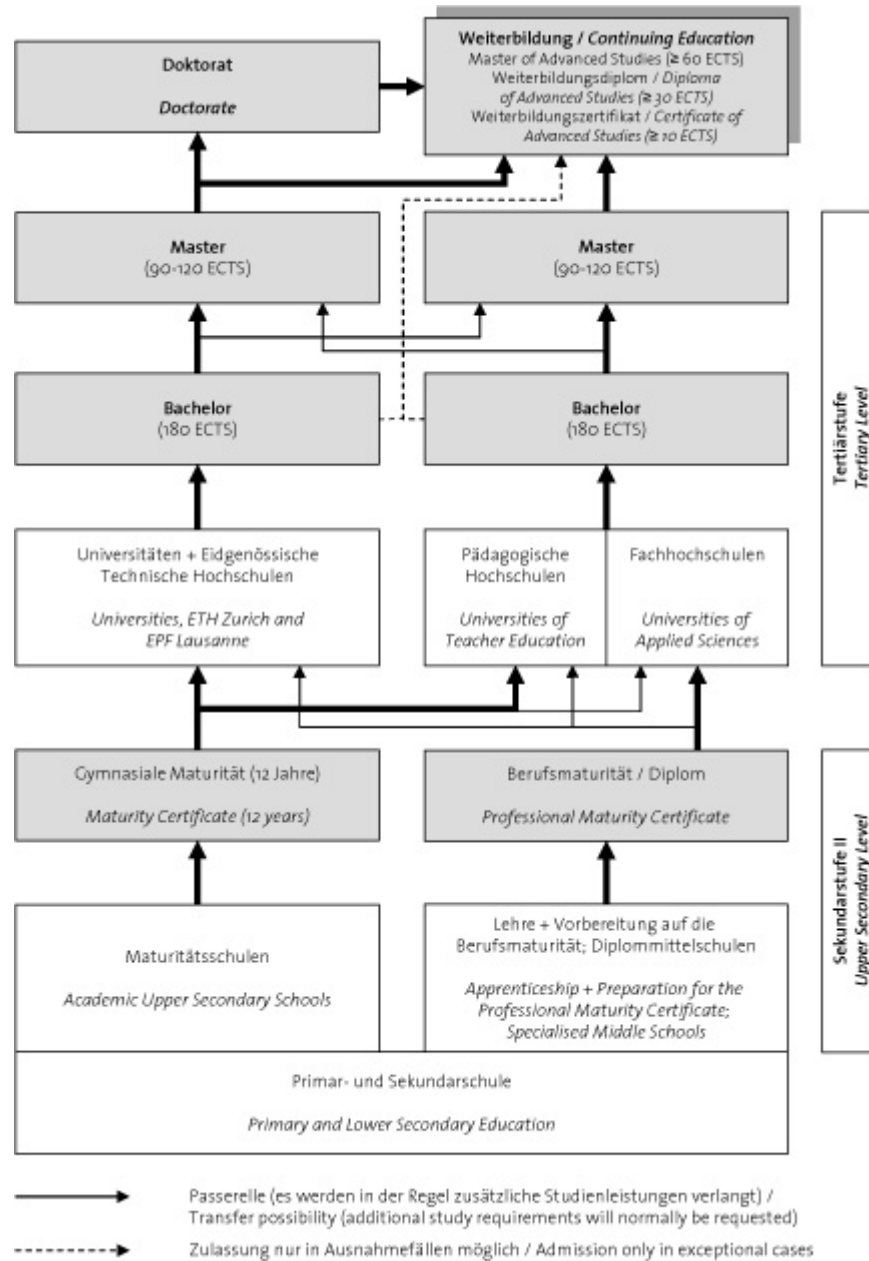 Doktorat
Doctorate
Weiterbildung / Continuing Education
Master of Advanced Studies (≥ 60 ECTS)
Weiterbildungsdiplom / Diploma
of Advanced Studies (≥ 30 ECTS)
Weiterbildungszertifikat / Certificate of
Advanced Studies (≥ 10 ECTS)
Master
(90-120 ECTS)
Master
(90-120 ECTS)
Bachelor
(180 ECTS)
Bachelor
(180 ECTS)
Universitäten + Eidgenössische
Technische Hochschulen
Universities, ETH Zurich and
EPF Lausanne
Pädagogische
Hochschulen
Universities of
Teacher Education
Fachhochschulen
Universities of
Applied Sciences
Tertiärstufe
Tertiary Level
Gymnasiale Maturität (12 Jahre)
Maturity Certificate (12 years)
Berufsmaturität / Diplom
Professional Maturity Certificate
Maturitätsschulen
Academic Upper Secondary Schools
Lehre + Vorbereitung auf die
Berufsmaturität; Diplommittelschulen
Apprenticeship + Preparation for the
Professional Maturity Certificate;
Specialised Middle Schools
Sekundarstufe II
Upper Secondary Level
Primar- und Sekundarschule
Primary and Lower Secondary Education
Passerelle (es werden in der Regel zusätzliche Studienleistungen verlangt) /
Transfer possibility (additional study requirements will normally be requested)
Zulassung nur in Ausnahmefällen möglich / Admission only in exceptional cases